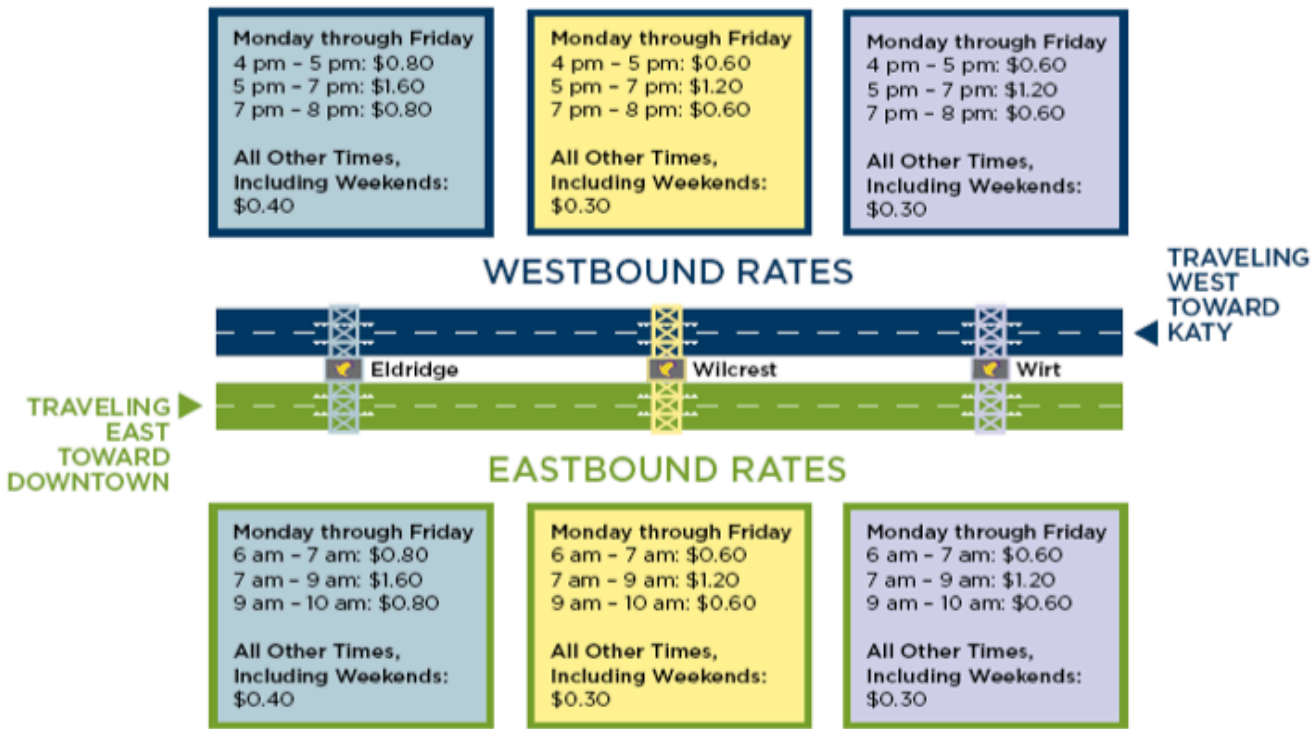 Monday through Friday
4 pm – 5 pm: $0.80
5 pm – 7 pm: $1.60
7 pm – 8 pm: $0.80
All Other Times,
Including Weekends:
$0.40
Monday through Friday
4 pm – 5 pm: $0.60
5 pm – 7 pm: $1.20
7 pm – 8 pm: $0.60
All Other Times,
Including Weekends:
$0.30
Monday through Friday
4 pm – 5 pm: $0.60
5 pm – 7 pm: $1.20
7 pm – 8 pm: $0.60
All Other Times,
Including Weekends:
$0.30
WESTBOUND RATES
TRAVELING
WEST
TOWARD
KATY
Eldridge
Wilcrest
Wirt
TRAVELING
EAST
TOWARD
DOWNTOWN
EASTBOUND RATES
Monday through Friday
6 am – 7 am: $0.80
7 am – 9 am: $1.60
9 am – 10 am: $0.80
All Other Times,
Including Weekends:
$0.40
Monday through Friday
6 am – 7 am: $0.60
7 am – 9 am: $1.20
9 am – 10 am: $0.60
All Other Times,
Including Weekends:
$0.30
Monday through Friday
6 am – 7 am: $0.60
7 am – 9 am: $1.20
9 am – 10 am: $0.60
All Other Times,
Including Weekends:
$0.30